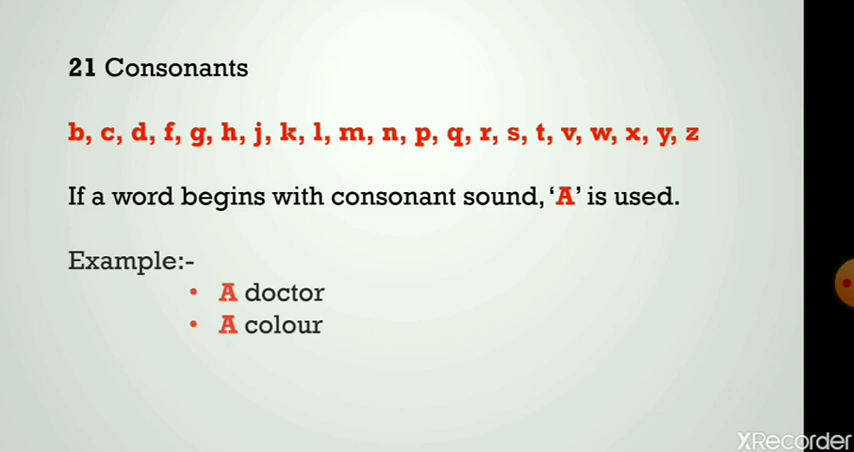 21 Consonants
b, c, d, f, g, h, j, k, l, m, n, p, q, r, s, t, v, w, x, y, z
If a word begins with consonant sound, ‘A’ is used.
Example:-
• A doctor
• A colour
XRecorder